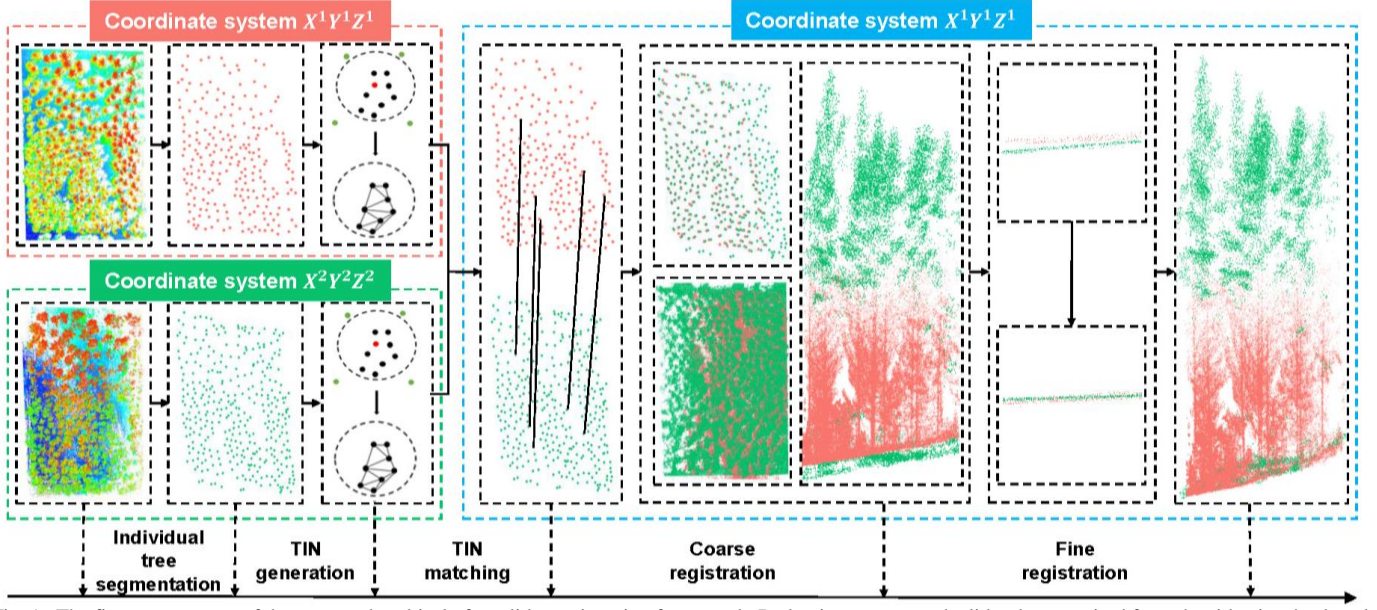 Coordinate system X¹Y¹Z¹
Coordinate system X¹Y¹Z¹
Coordinate system X²Y²Z²
Individual
tree
segmentation
TIN
generation
TIN
matching
Coarse
registration
Fine
registration